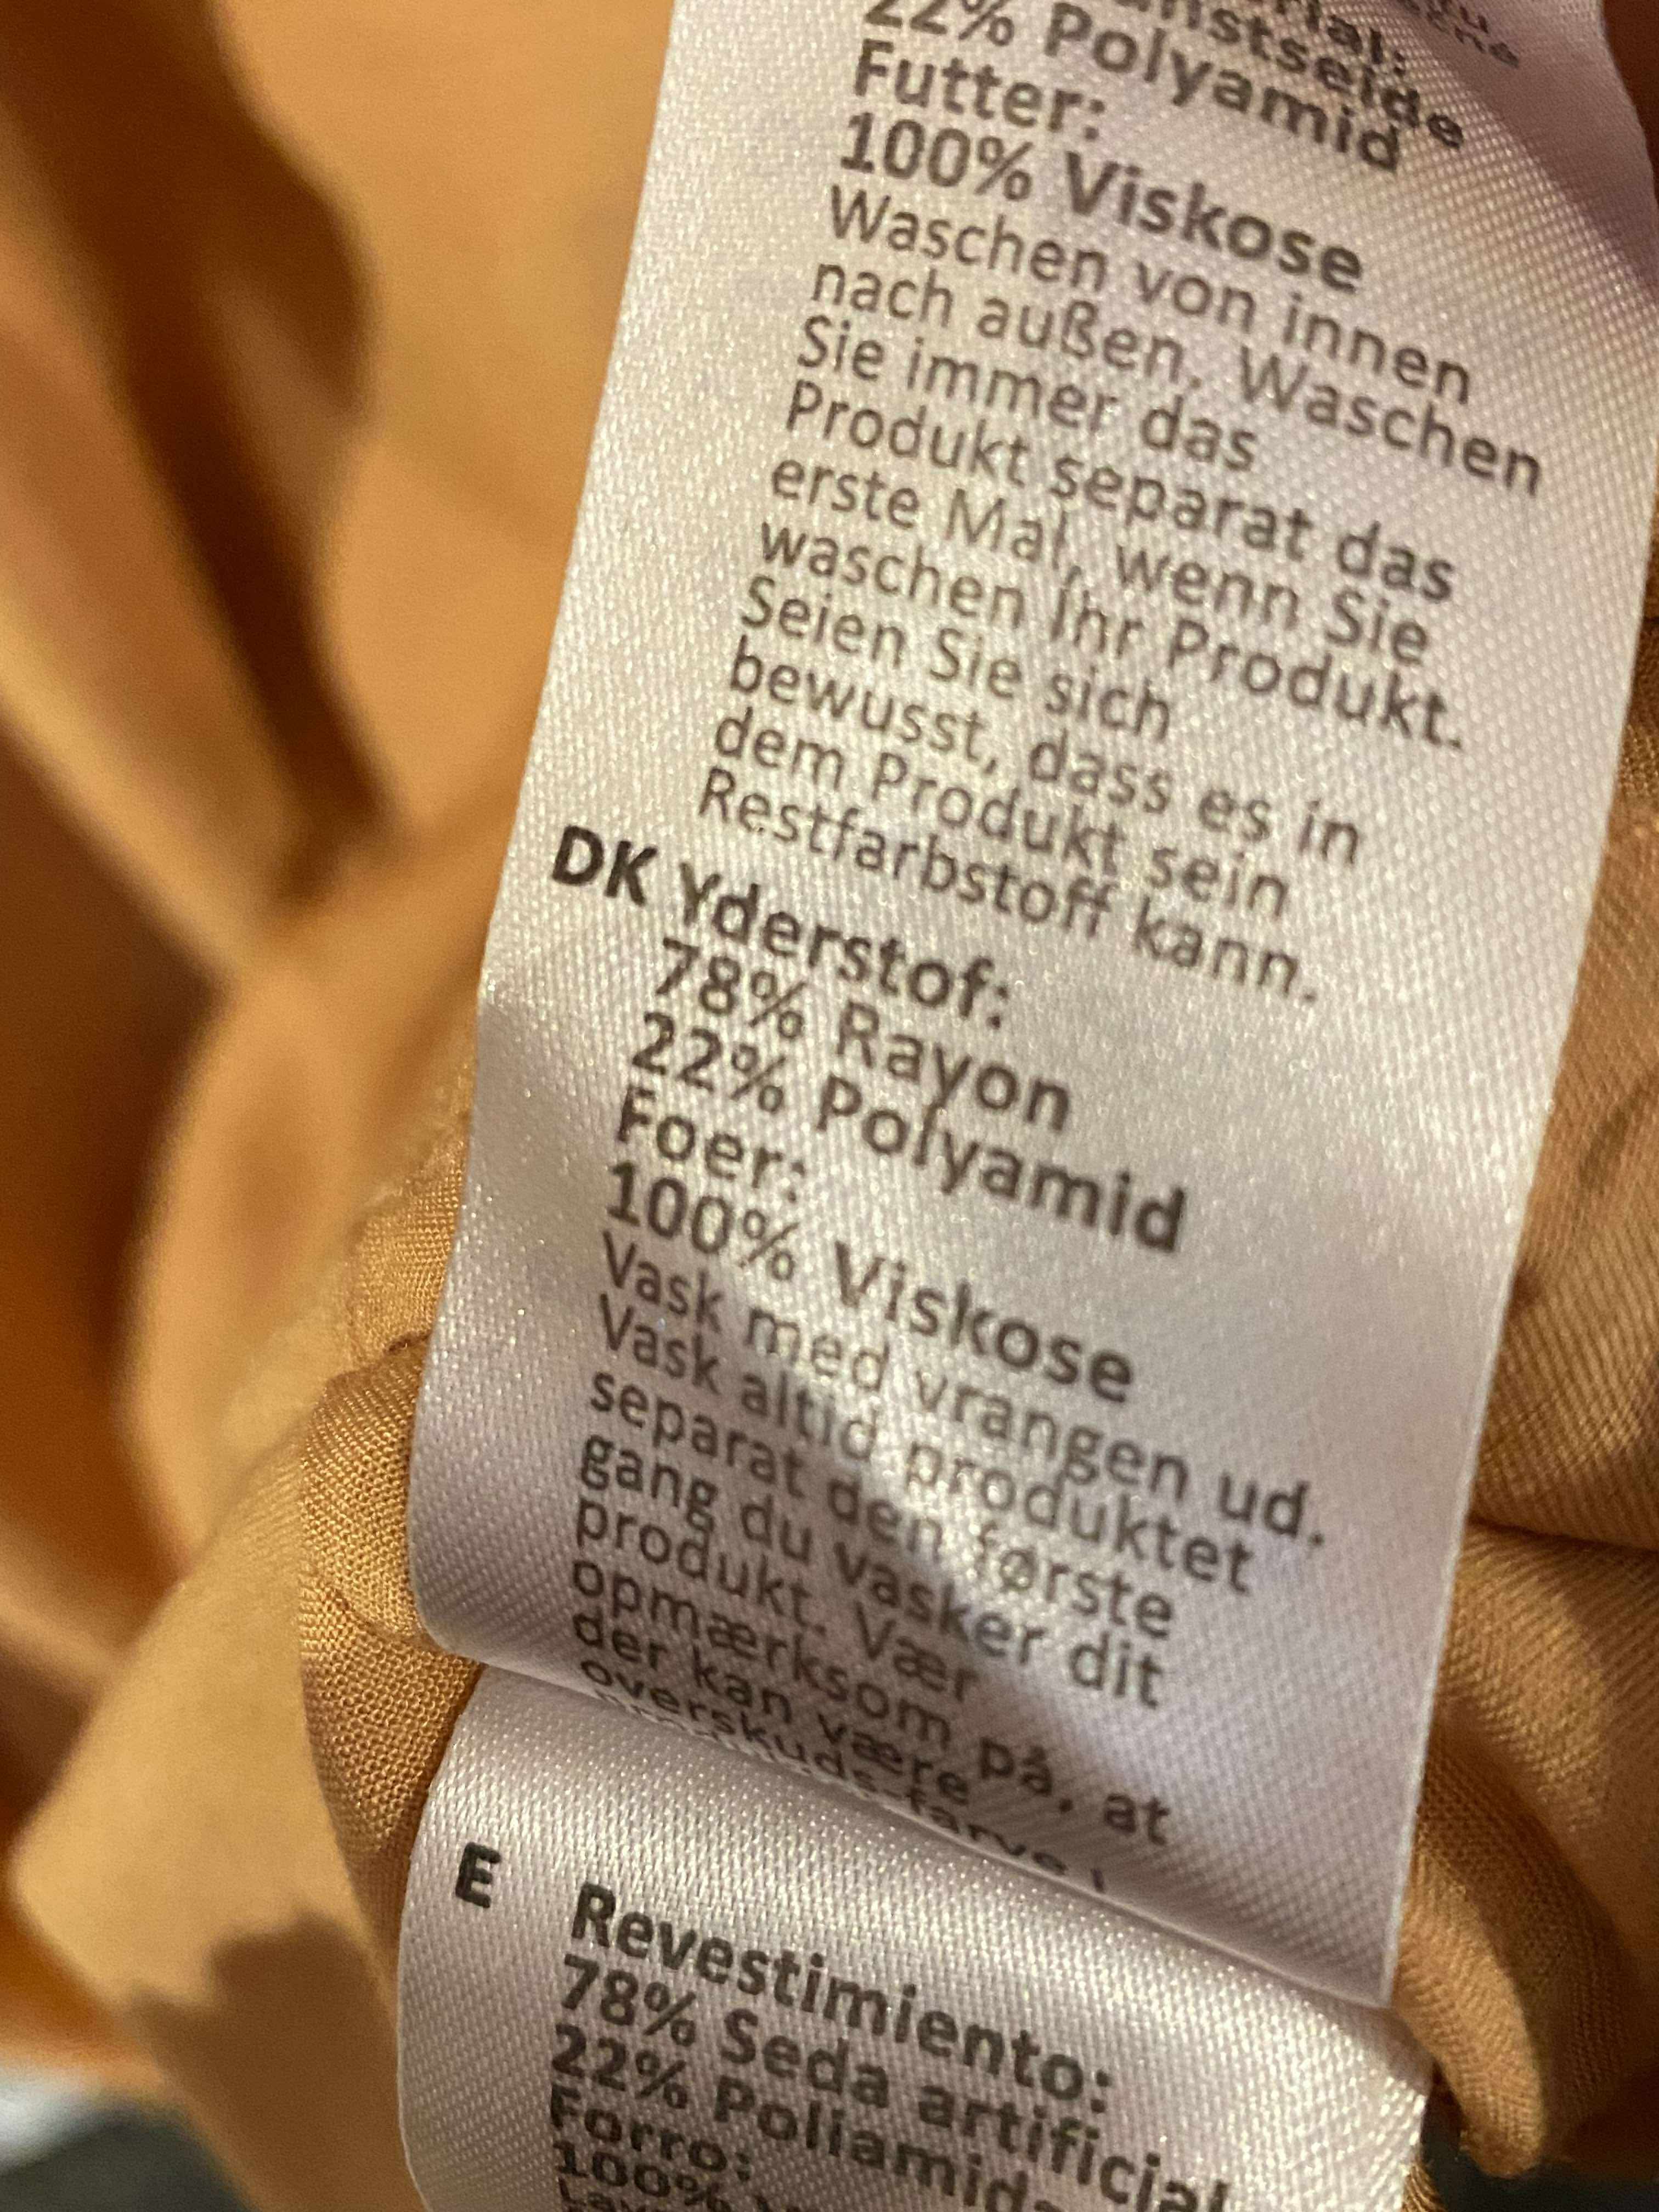 22% Polyamid
Futter:
100% Viskose
Waschen von innen
nach außen. Waschen
Sie immer das
Produkt separat das
erste Mal, wenn Sie
waschen Ihr Produkt.
Seien Sie sich
bewusst, dass es in
dem Produkt sein
Restfarbstoff kann.
DK Yderstof:
78% Rayon
22% Polyamid
Foer:
100% Viskose
Vask med vrangen ud.
Vask altid produktet
separat den første
gang du vasker dit
produkt. Vær
opmærksom på, at
der kan være
overskuds-farve i
E Revestimiento:
78% Seda artificial
22% Poliamida
Forro:
100%